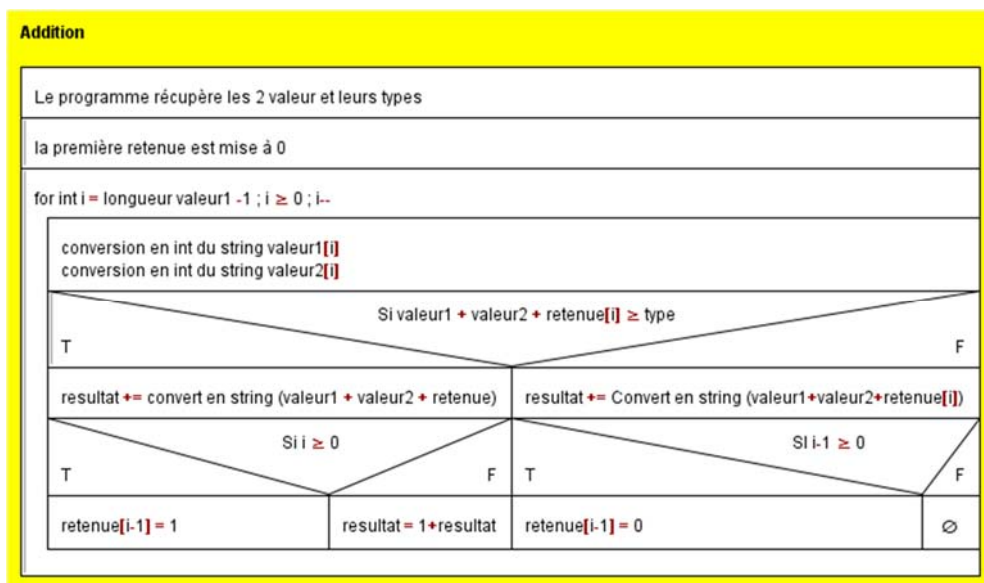 Addition
Le programme récupère les 2 valeur et leurs types
la première retenue est mise à 0
for int i = longueur valeur1 -1 ; i ≥ 0 ; i--
conversion en int du string valeur1[i]
conversion en int du string valeur2[i]
Si valeur1 + valeur2 + retenue[i] ≥ type
T
F
resultat += convert en string (valeur1 + valeur2 + retenue)
resultat += Convert en string (valeur1+valeur2+retenue[i])
Si i ≥ 0
T
F
SI i-1 ≥ 0
T
F
retenue[i-1] = 1
resultat = 1+resultat
retenue[i-1] = 0
∅